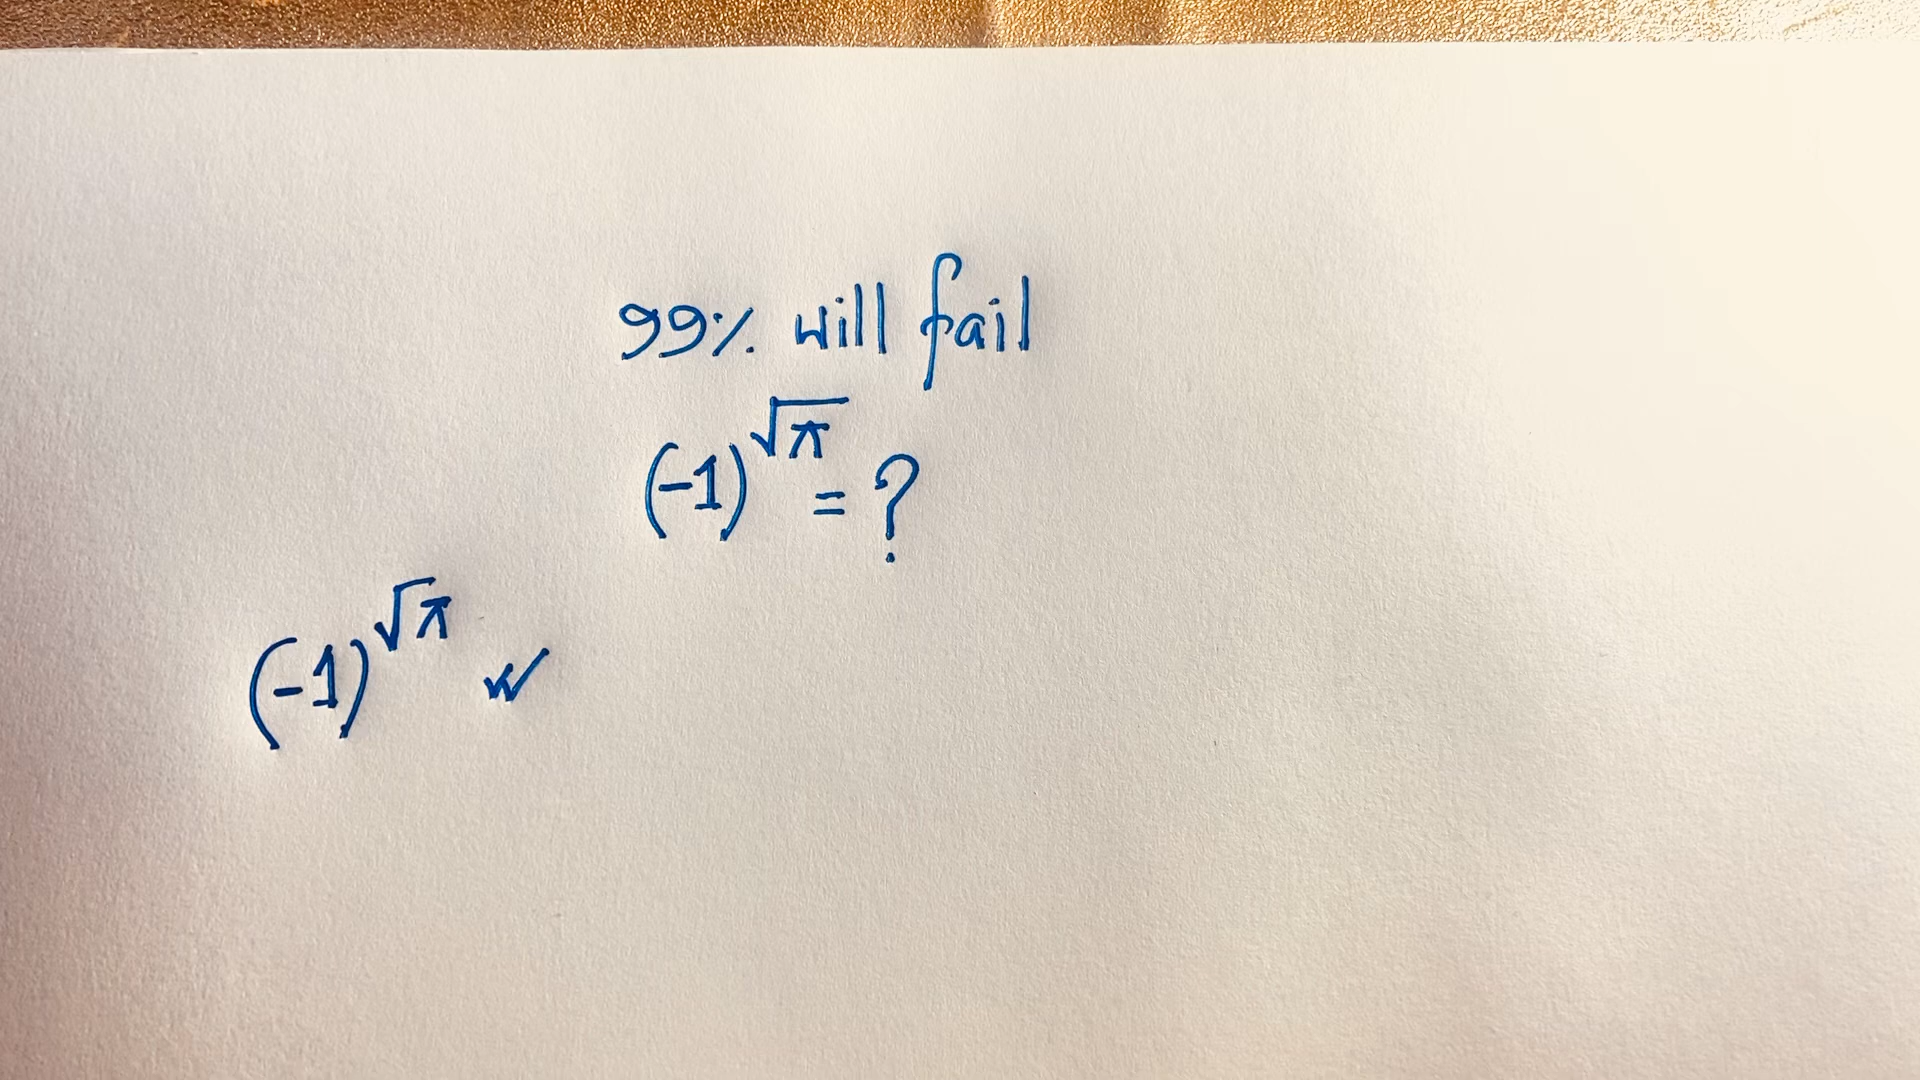 99% will fail
(-1)^√π = ?
(-1)^√π ✓